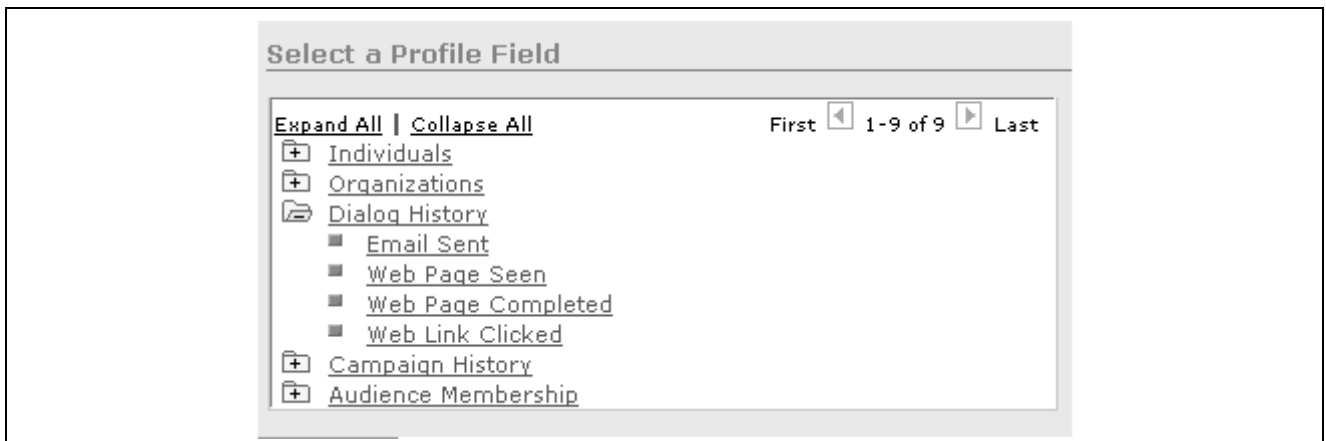 Select a Profile Field
Expand All | Collapse All First 1-9 of 9 Last
Individuals
Organizations
Dialog History
Email Sent
Web Page Seen
Web Page Completed
Web Link Clicked
Campaign History
Audience Membership